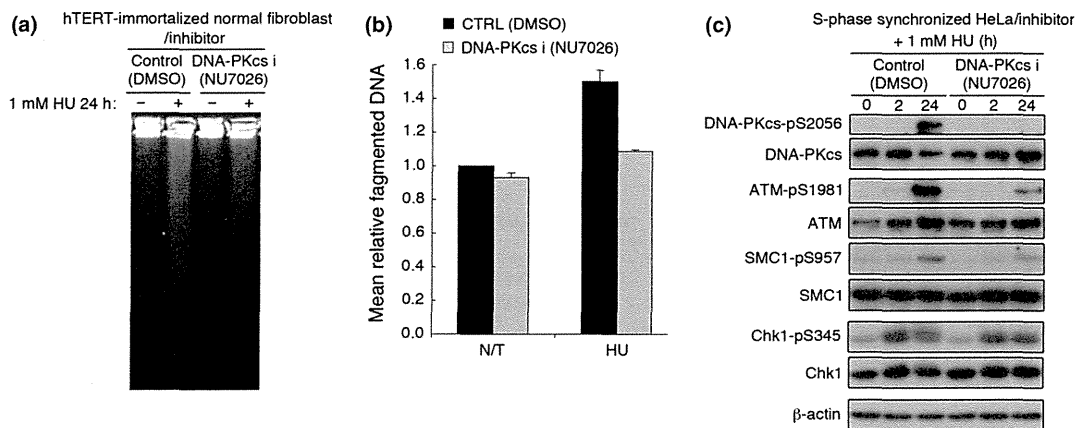 (a)
hTERT-immortalized normal fibroblast
/inhibitor
Control
(DMSO)
DNA-PKcs i
(NU7026)
1 mM HU 24 h:
– + – +
(b)
CTRL (DMSO)
DNA-PKcs i (NU7026)
Mean relative fagmented DNA
1.6
1.4
1.2
1.0
0.8
0.6
0.4
0.2
0.0
N/T
HU
(c)
S-phase synchronized HeLa/inhibitor
+ 1 mM HU (h)
Control
(DMSO)
DNA-PKcs i
(NU7026)
0 2 24 0 2 24
DNA-PKcs-pS2056
DNA-PKcs
ATM-pS1981
ATM
SMC1-pS957
SMC1
Chk1-pS345
Chk1
β-actin